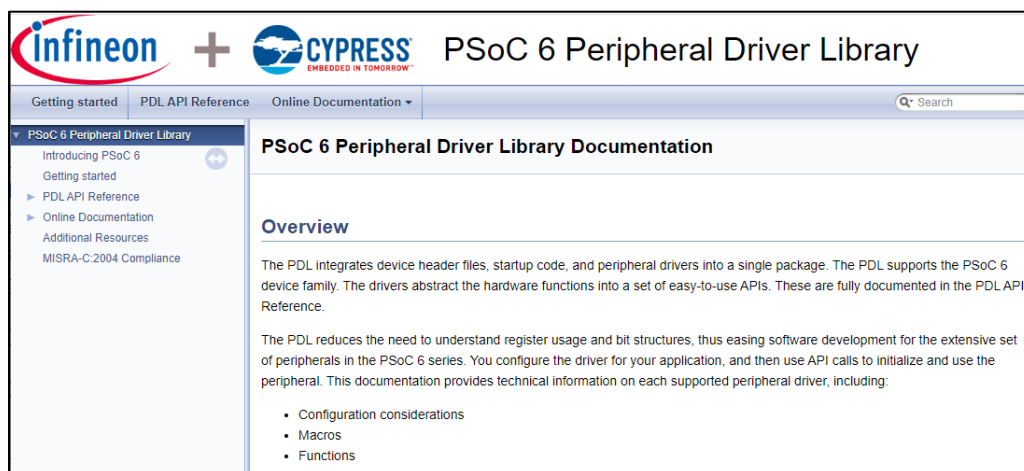 infineon + CYPRESS EMBEDDED IN TOMORROW™ PSoC 6 Peripheral Driver Library
Getting started PDL API Reference Online Documentation Search
PSoC 6 Peripheral Driver Library
Introducing PSoC 6
Getting started
PDL API Reference
Online Documentation
Additional Resources
MISRA-C:2004 Compliance
PSoC 6 Peripheral Driver Library Documentation
Overview
The PDL integrates device header files, startup code, and peripheral drivers into a single package. The PDL supports the PSoC 6
device family. The drivers abstract the hardware functions into a set of easy-to-use APIs. These are fully documented in the PDL API
Reference.
The PDL reduces the need to understand register usage and bit structures, thus easing software development for the extensive set
of peripherals in the PSoC 6 series. You configure the driver for your application, and then use API calls to initialize and use the
peripheral. This documentation provides technical information on each supported peripheral driver, including:
• Configuration considerations
• Macros
• Functions